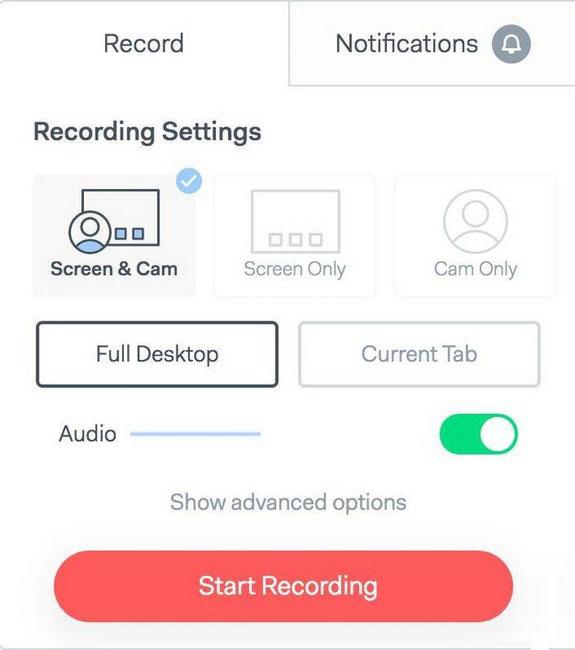 Record
Notifications
Recording Settings
Screen & Cam
Screen Only
Cam Only
Full Desktop
Current Tab
Audio
Show advanced options
Start Recording